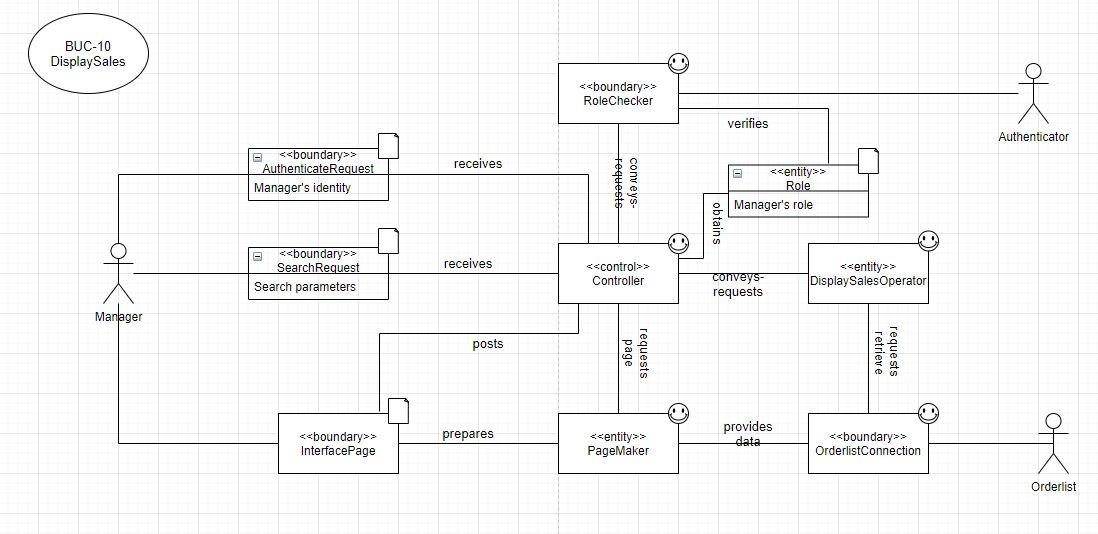 BUC-10
DisplaySales
<<boundary>>
RoleChecker
Authenticator
verifies
<<boundary>>
AuthenticateRequest
Manager's identity
receives
conveys-
requests
<<entity>>
Role
Manager's role
obtains
<<boundary>>
SearchRequest
Search parameters
receives
<<control>>
Controller
conveys-
requests
<<entity>>
DisplaySalesOperator
Manager
posts
requests
page
requests
retrieve
<<boundary>>
InterfacePage
prepares
<<entity>>
PageMaker
provides
data
<<boundary>>
OrderlistConnection
Orderlist